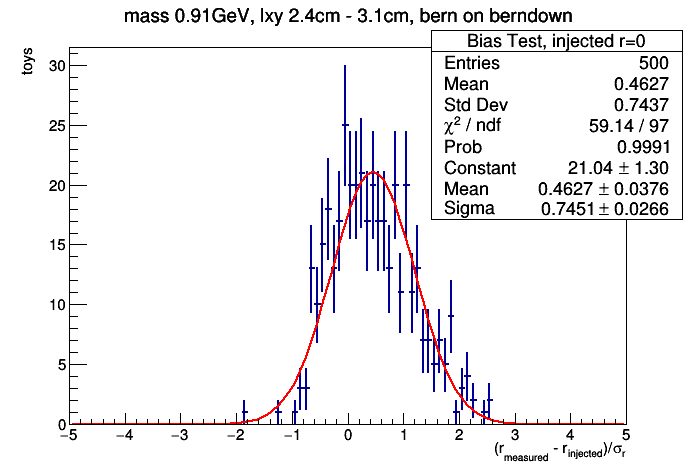 mass 0.91GeV, lxy 2.4cm - 3.1cm, bern on berndown
Bias Test, injected r=0
Entries 500
Mean 0.4627
Std Dev 0.7437
χ² / ndf 59.14 / 97
Prob 0.9991
Constant 21.04 ± 1.30
Mean 0.4627 ± 0.0376
Sigma 0.7451 ± 0.0266
toys
30
25
20
15
10
5
0
−5 −4 −3 −2 −1 0 1 2 3 4 5
(r_measured - r_injected)/σ_r